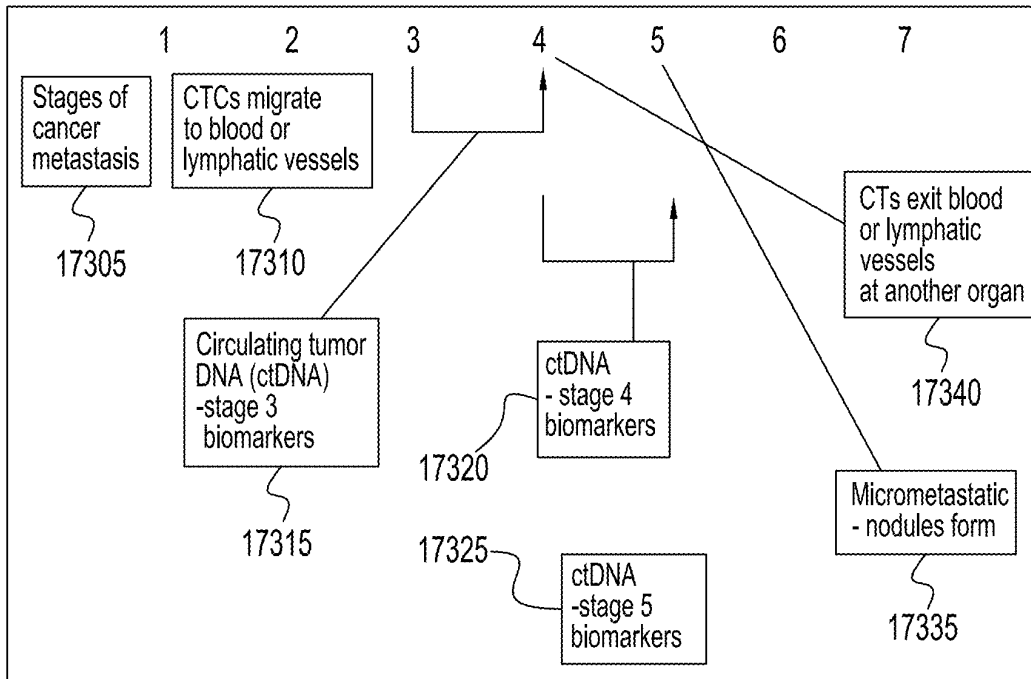 1 2 3 4 5 6 7
Stages of
cancer
metastasis
17305
CTCs migrate
to blood or
lymphatic vessels
17310
CTs exit blood
or lymphatic
vessels
at another organ
17340
Circulating tumor
DNA (ctDNA)
-stage 3
biomarkers
17315
ctDNA
- stage 4
biomarkers
17320
Micrometastatic
- nodules form
17335
17325
ctDNA
-stage 5
biomarkers